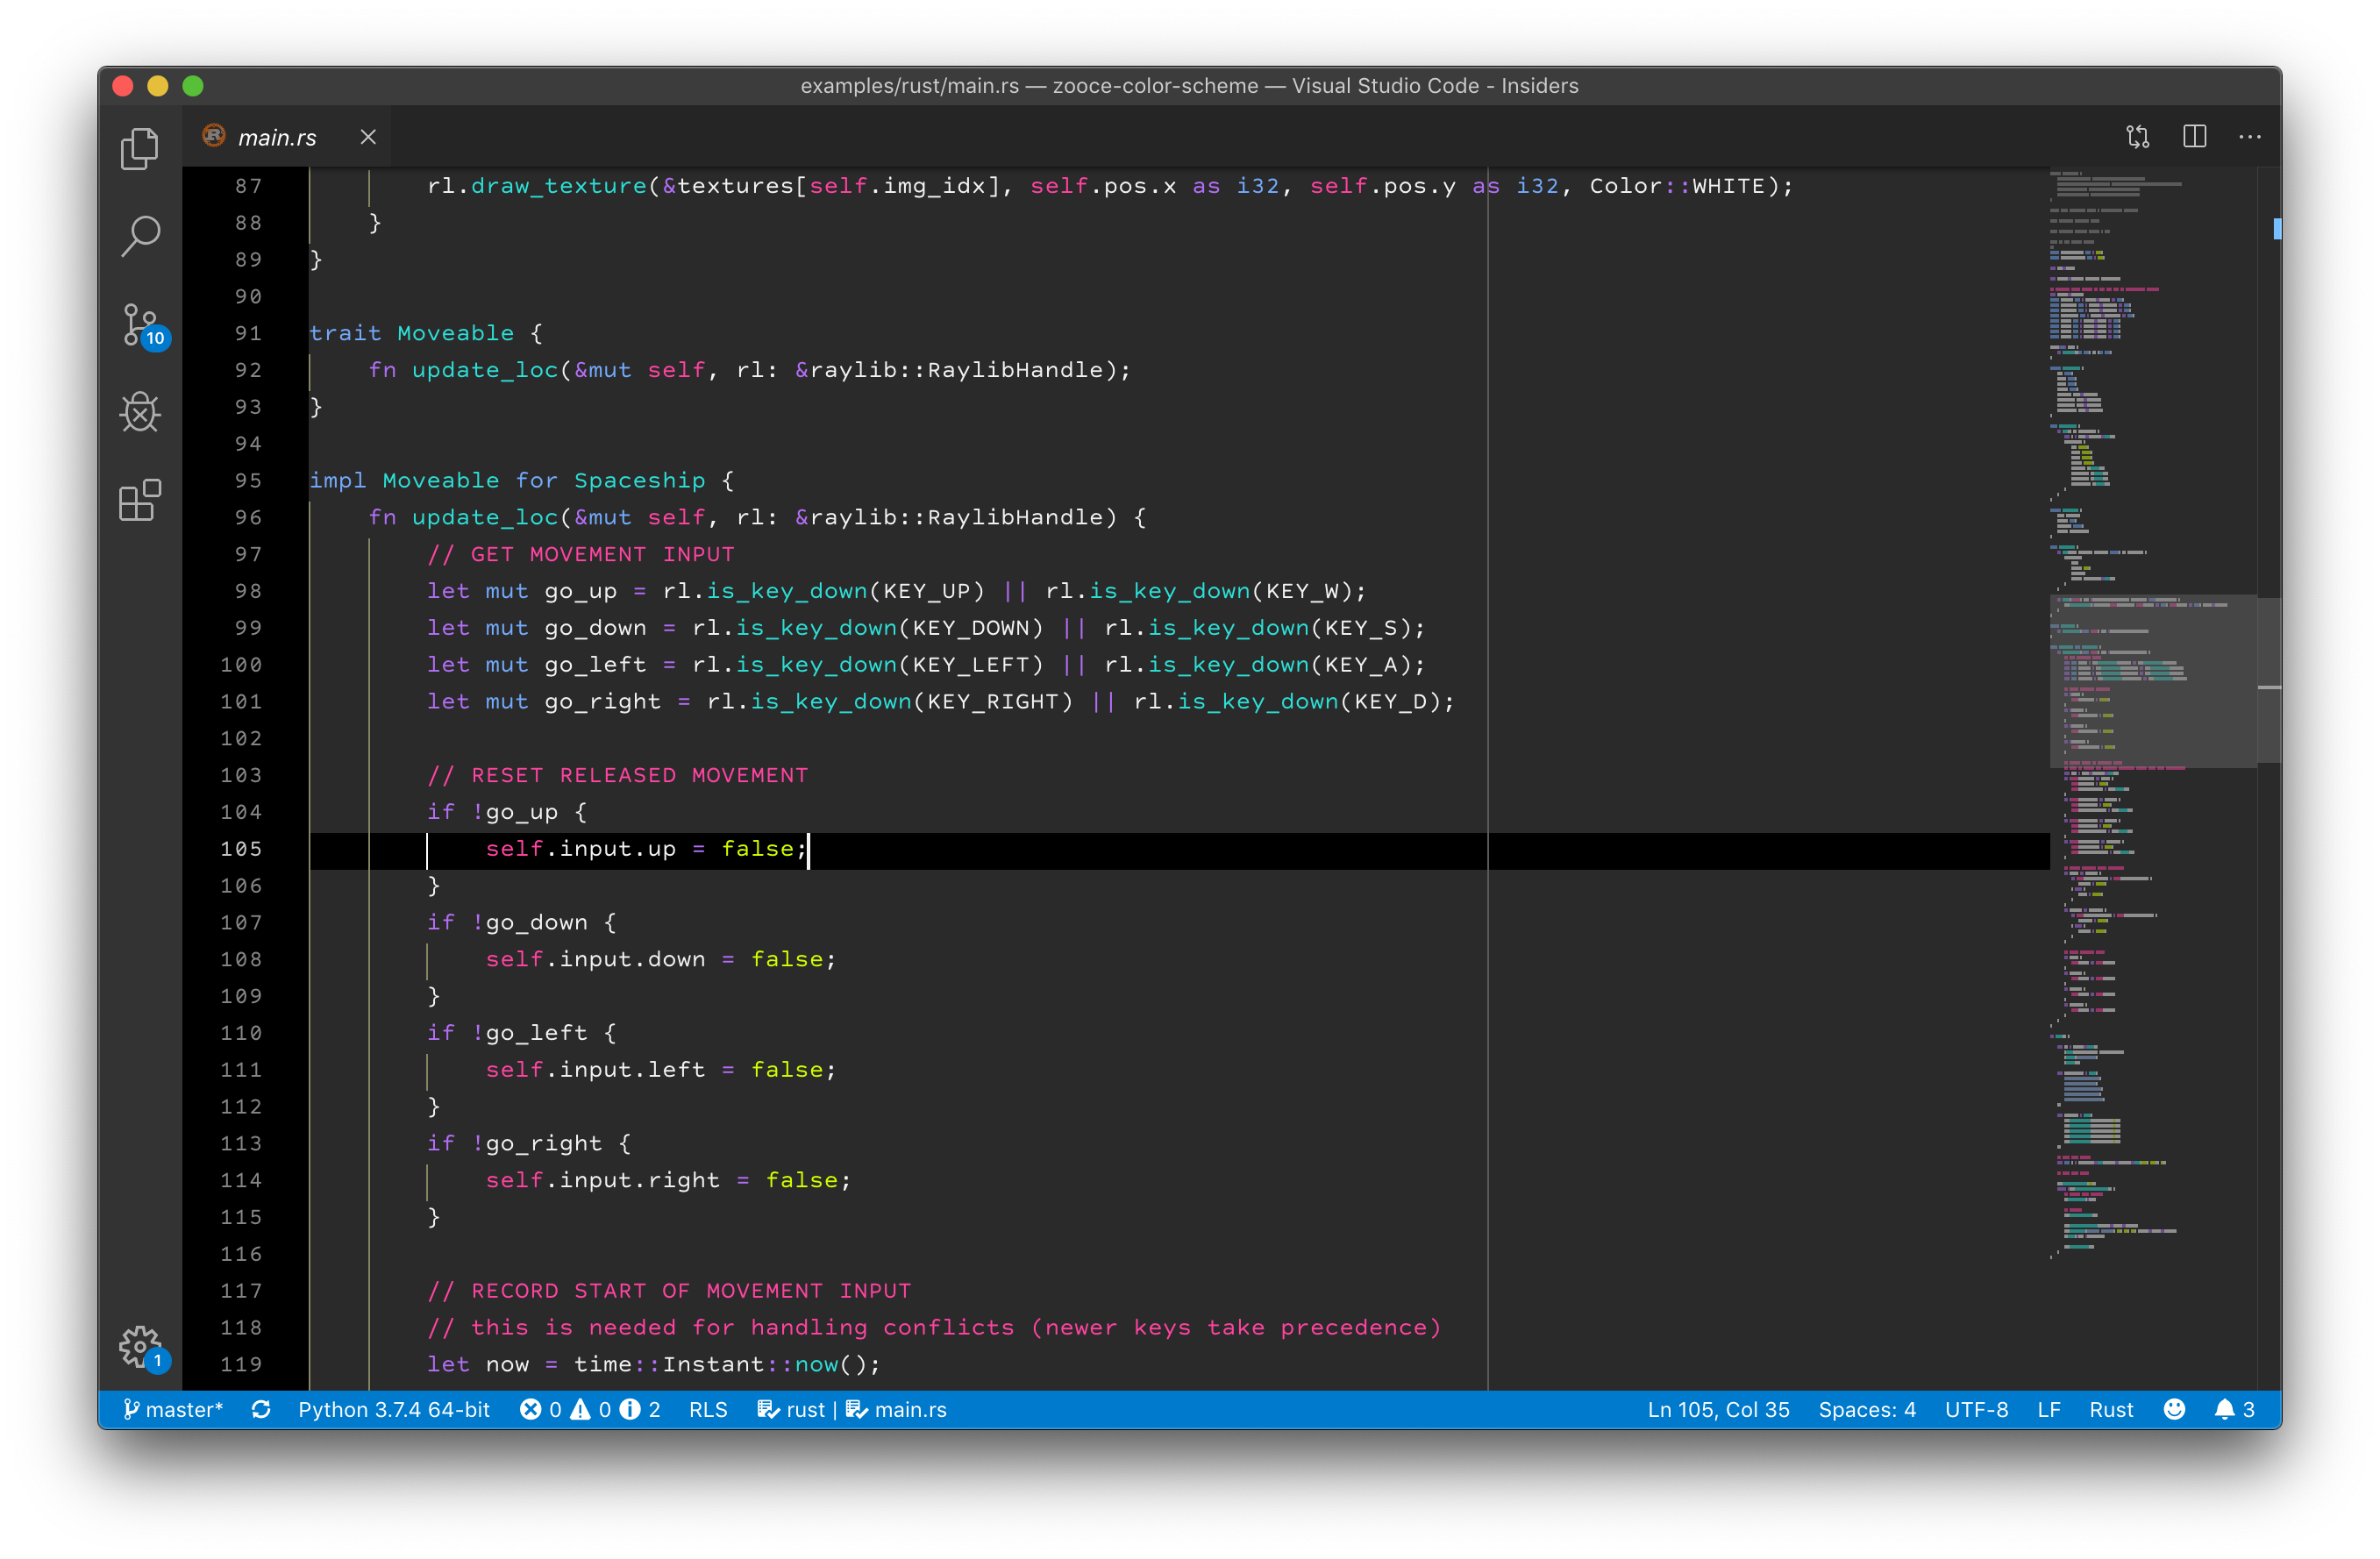 examples/rust/main.rs — zooce-color-scheme — Visual Studio Code - Insiders
main.rs
87 rl.draw_texture(&textures[self.img_idx], self.pos.x as i32, self.pos.y as i32, Color::WHITE);
88 }
89 }
90
91 trait Moveable {
92 fn update_loc(&mut self, rl: &raylib::RaylibHandle);
93 }
94
95 impl Moveable for Spaceship {
96 fn update_loc(&mut self, rl: &raylib::RaylibHandle) {
97 // GET MOVEMENT INPUT
98 let mut go_up = rl.is_key_down(KEY_UP) || rl.is_key_down(KEY_W);
99 let mut go_down = rl.is_key_down(KEY_DOWN) || rl.is_key_down(KEY_S);
100 let mut go_left = rl.is_key_down(KEY_LEFT) || rl.is_key_down(KEY_A);
101 let mut go_right = rl.is_key_down(KEY_RIGHT) || rl.is_key_down(KEY_D);
102
103 // RESET RELEASED MOVEMENT
104 if !go_up {
105 self.input.up = false;
106 }
107 if !go_down {
108 self.input.down = false;
109 }
110 if !go_left {
111 self.input.left = false;
112 }
113 if !go_right {
114 self.input.right = false;
115 }
116
117 // RECORD START OF MOVEMENT INPUT
118 // this is needed for handling conflicts (newer keys take precedence)
119 let now = time::Instant::now();
10
1
master* Python 3.7.4 64-bit 0 0 2 RLS rust | main.rs Ln 105, Col 35 Spaces: 4 UTF-8 LF Rust 3